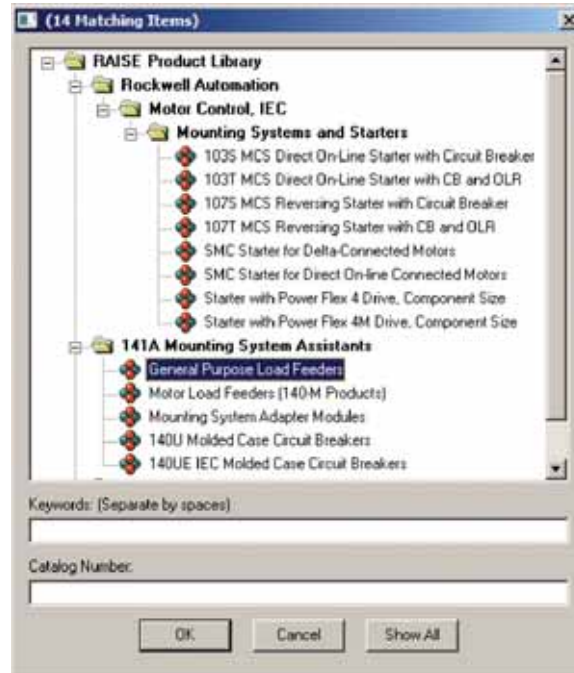 (14 Matching Items)
RAISE Product Library
Rockwell Automation
Motor Control, IEC
Mounting Systems and Starters
103S MCS Direct On-Line Starter with Circuit Breaker
103T MCS Direct On-Line Starter with CB and OLR
107S MCS Reversing Starter with Circuit Breaker
107T MCS Reversing Starter with CB and OLR
SMC Starter for Delta-Connected Motors
SMC Starter for Direct On-line Connected Motors
Starter with Power Flex 4 Drive, Component Size
Starter with Power Flex 4M Drive, Component Size
141A Mounting System Assistants
General Purpose Load Feeders
Motor Load Feeders (140-M Products)
Mounting System Adapter Modules
140U Molded Case Circuit Breakers
140UE IEC Molded Case Circuit Breakers
Keywords: (Separate by spaces)
Catalog Number:
OK Cancel Show All